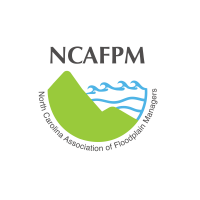 NCAFPM
North Carolina Association of Floodplain Managers